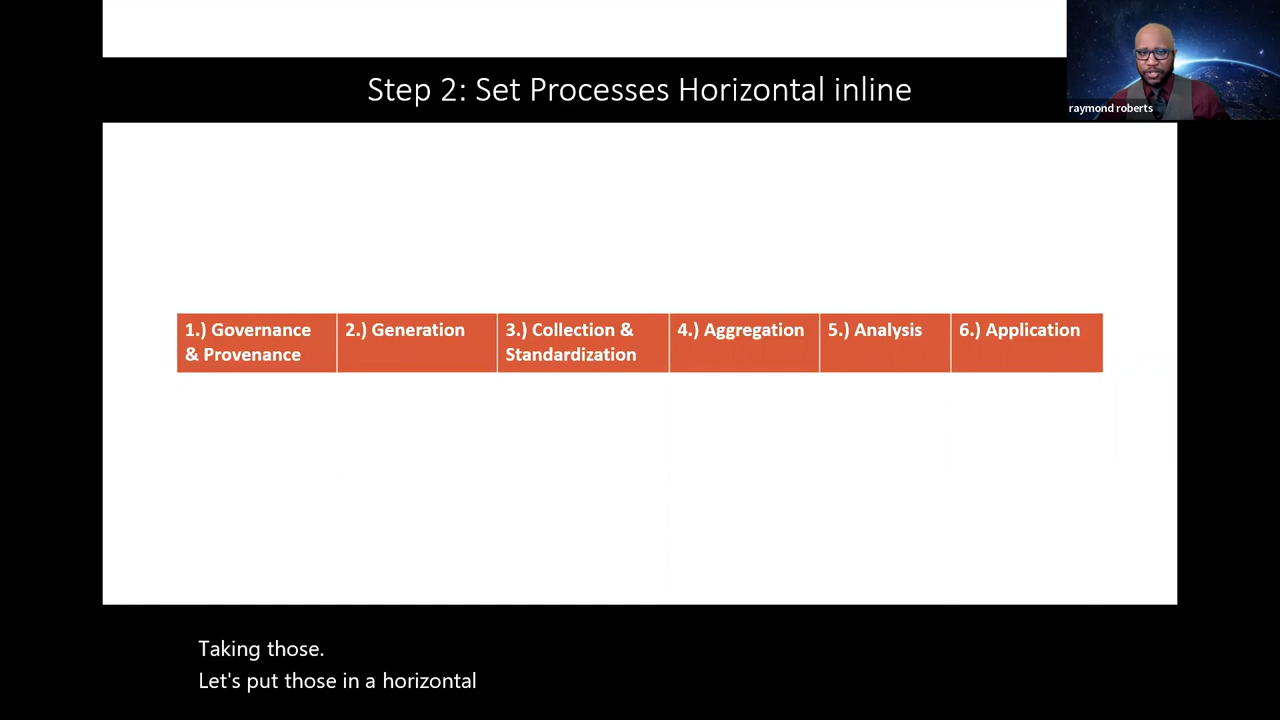 Step 2: Set Processes Horizontal inline
raymond roberts
1.) Governance
& Provenance
2.) Generation
3.) Collection &
Standardization
4.) Aggregation
5.) Analysis
6.) Application
Taking those.
Let's put those in a horizontal